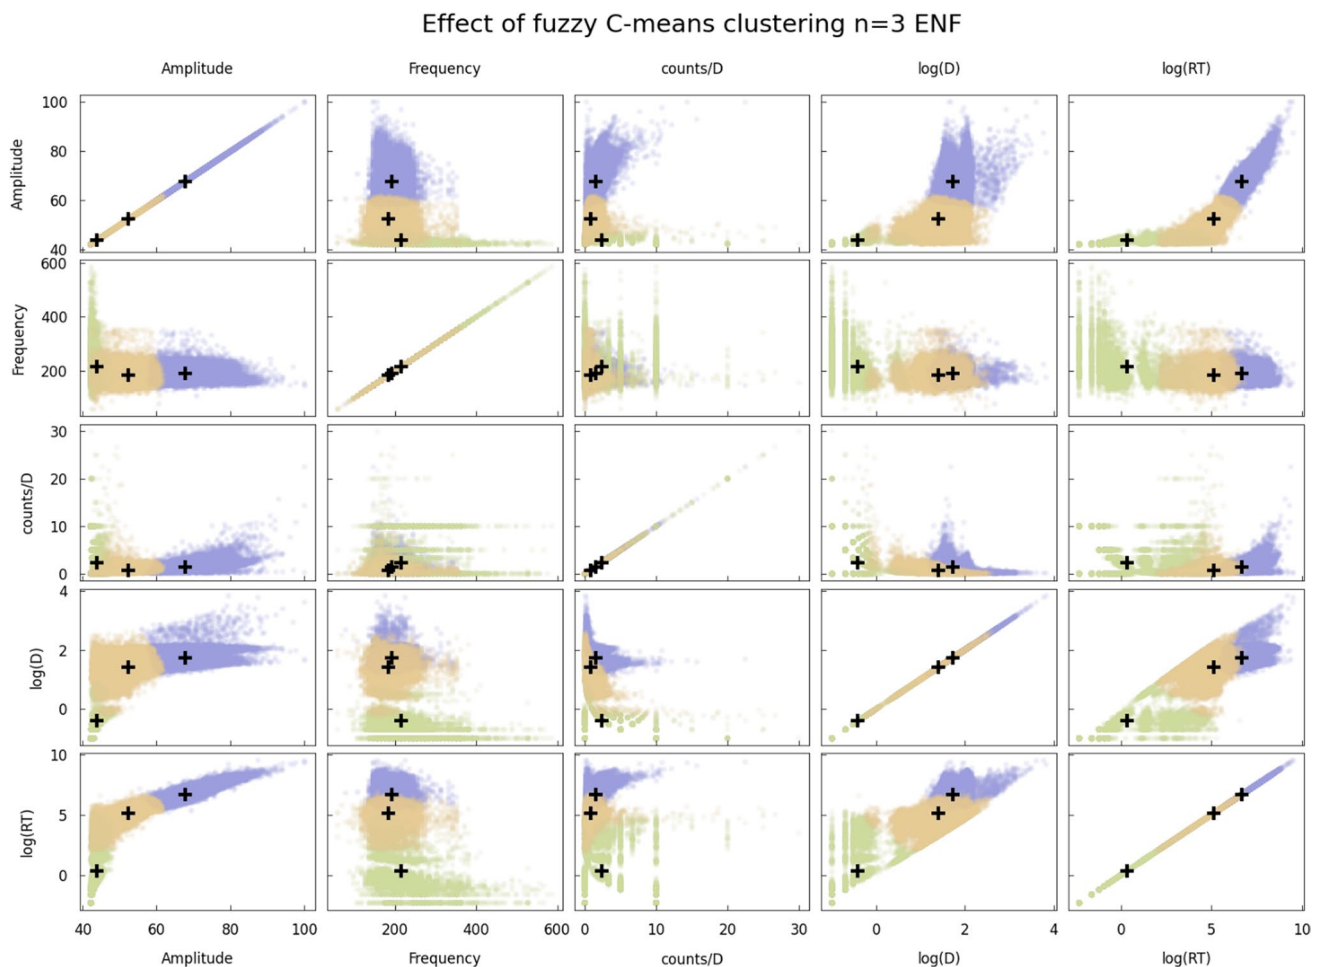 Effect of fuzzy C-means clustering n=3 ENF
Amplitude Frequency counts/D log(D) log(RT)
100
80
60
40
Amplitude
600
400
200
Frequency
30
20
10
0
counts/D
4
2
0
log(D)
10
5
0
log(RT)
40 60 80 100 200 400 600 0 10 20 30 0 2 4 0 5 10
Amplitude Frequency counts/D log(D) log(RT)